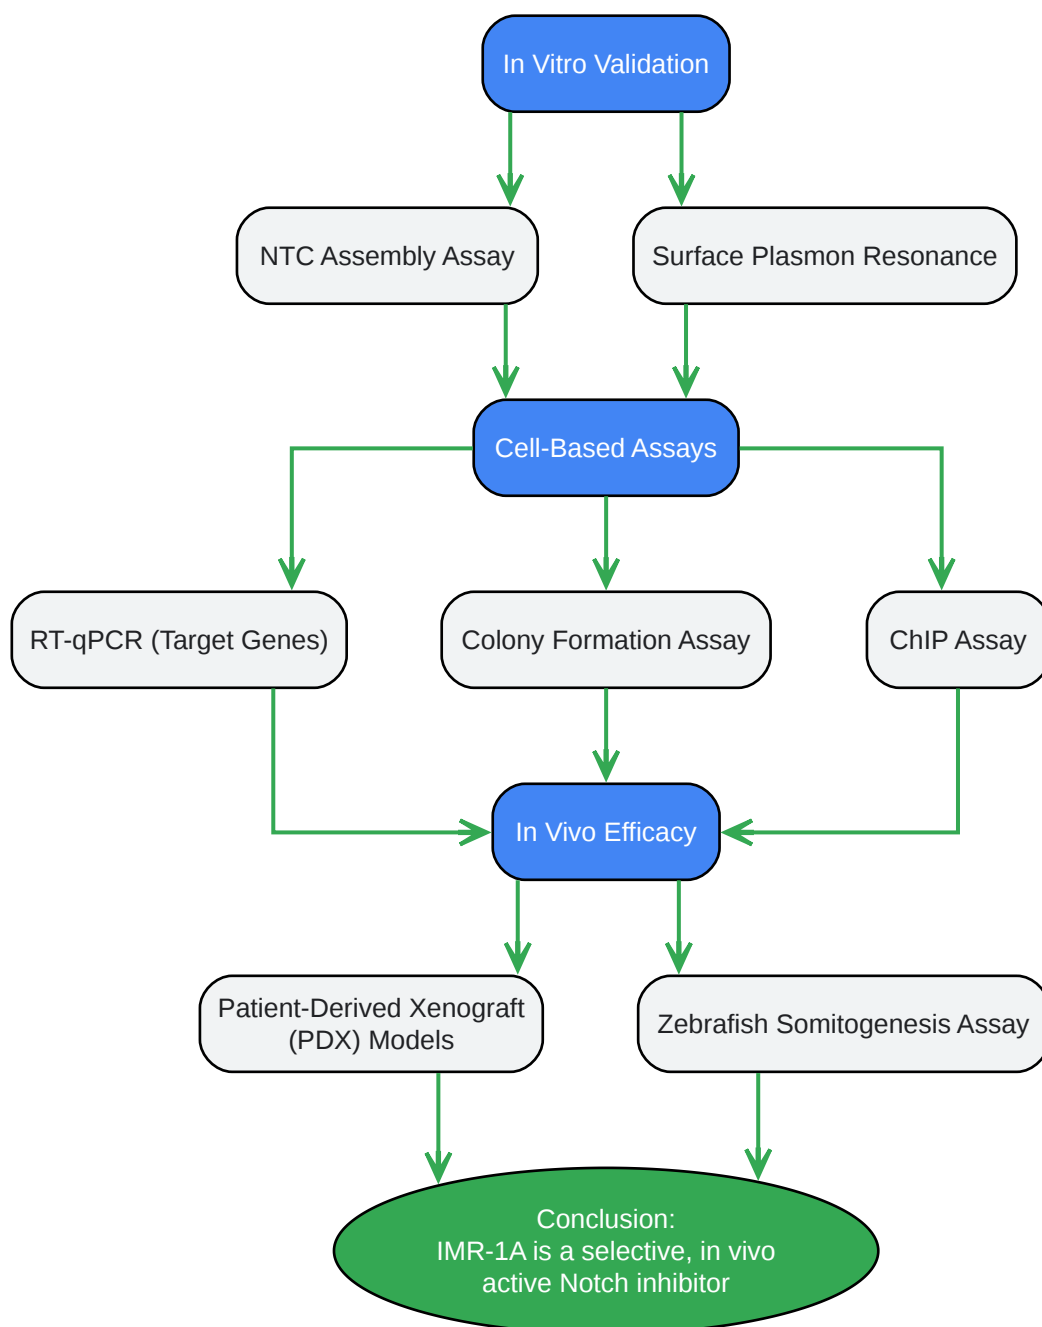 In Vitro Validation
NTC Assembly Assay
Surface Plasmon Resonance
Cell-Based Assays
RT-qPCR (Target Genes)
Colony Formation Assay
ChIP Assay
In Vivo Efficacy
Patient-Derived Xenograft
(PDX) Models
Zebrafish Somitogenesis Assay
Conclusion:
IMR-1A is a selective, in vivo
active Notch inhibitor